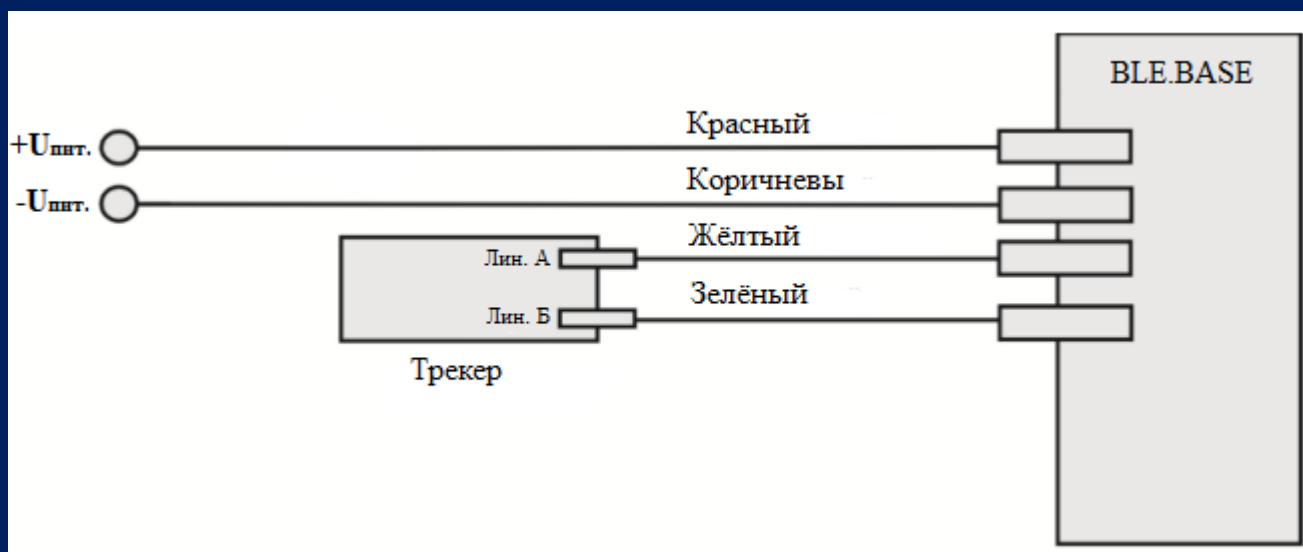 BLE.BASE
Красный
+Uпит.
Коричневы
-Uпит.
Жёлтый
Лин. А
Зелёный
Лин. Б
Трекер